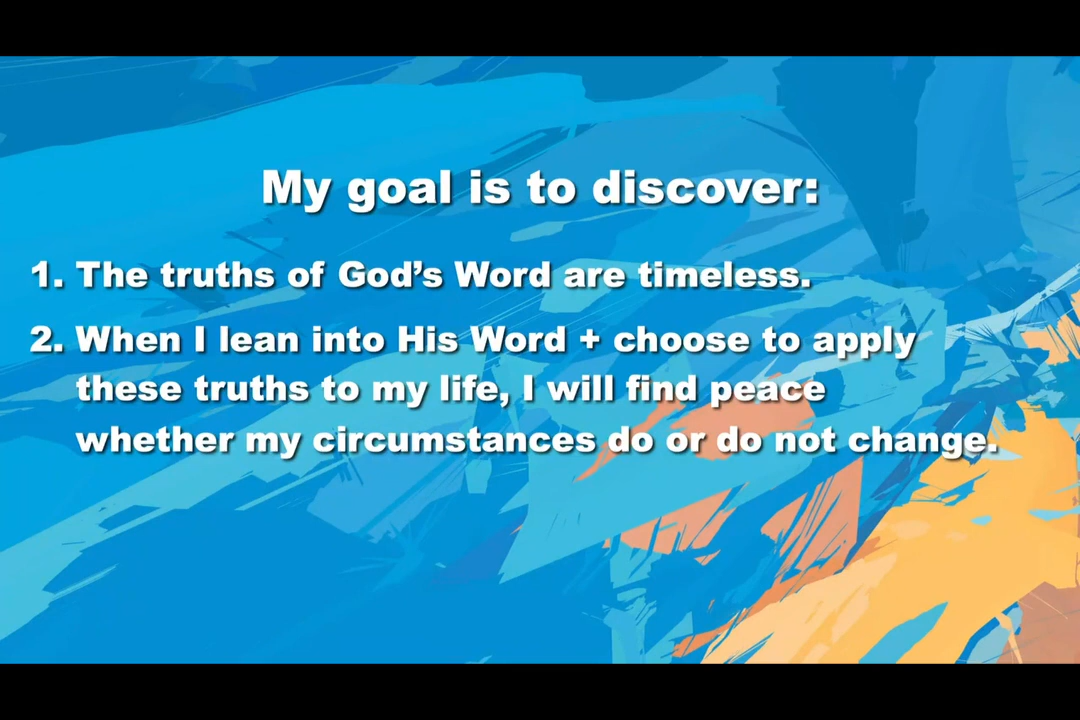 My goal is to discover:
1. The truths of God’s Word are timeless.
2. When I lean into His Word + choose to apply
these truths to my life, I will find peace
whether my circumstances do or do not change.